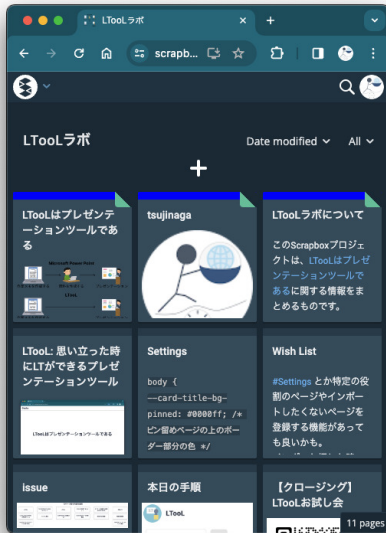 LTooLラボ
scrapb...
LTooLラボ
Date modified
All
LTooLはプレゼンテ
ーションツールであ
る
Microsoft Power Point
LTooL
tsujinaga
LTooLラボについて
このScrapboxプロジェ
クトは、LTooLはプレゼ
ンテーションツールで
あるに関する情報をま
とめるものです。
LTooL: 思い立った時
にLTができるプレゼ
ンテーションツール
LTooLはプレゼンテーションツールである
Settings
body {
--card-title-bg-
pinned: #0000ff; /*
ピン留めページの上のボー
ダー部分の色 */
Wish List
#Settings とか特定の役
割のページやインポー
トしたくないページを
登録する機能があって
も良いかも。
issue
本日の手順
LTooL
【クロージング】
LTooLお試し会
11 pages